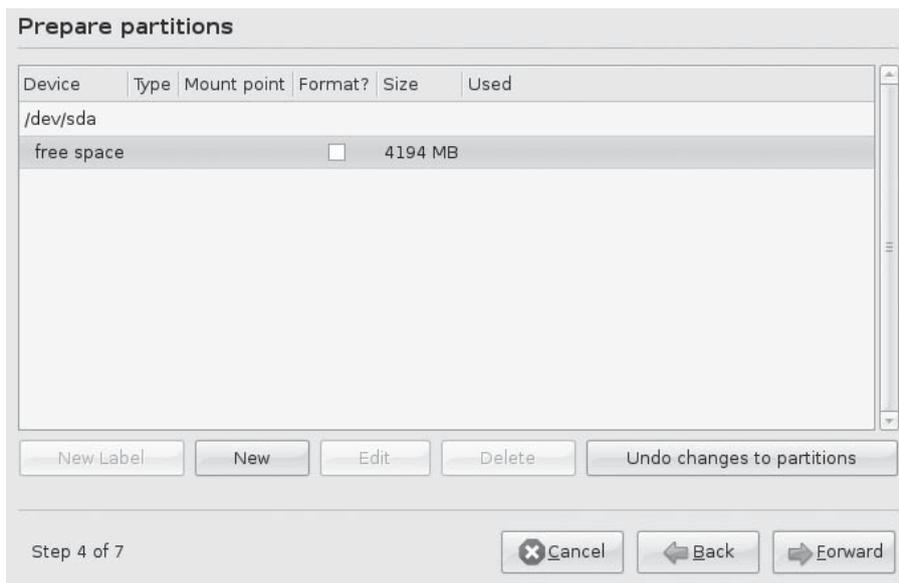 Prepare partitions
Device Type Mount point Format? Size Used
/dev/sda
free space 4194 MB
New Label New Edit Delete Undo changes to partitions
Step 4 of 7 Cancel Back Forward